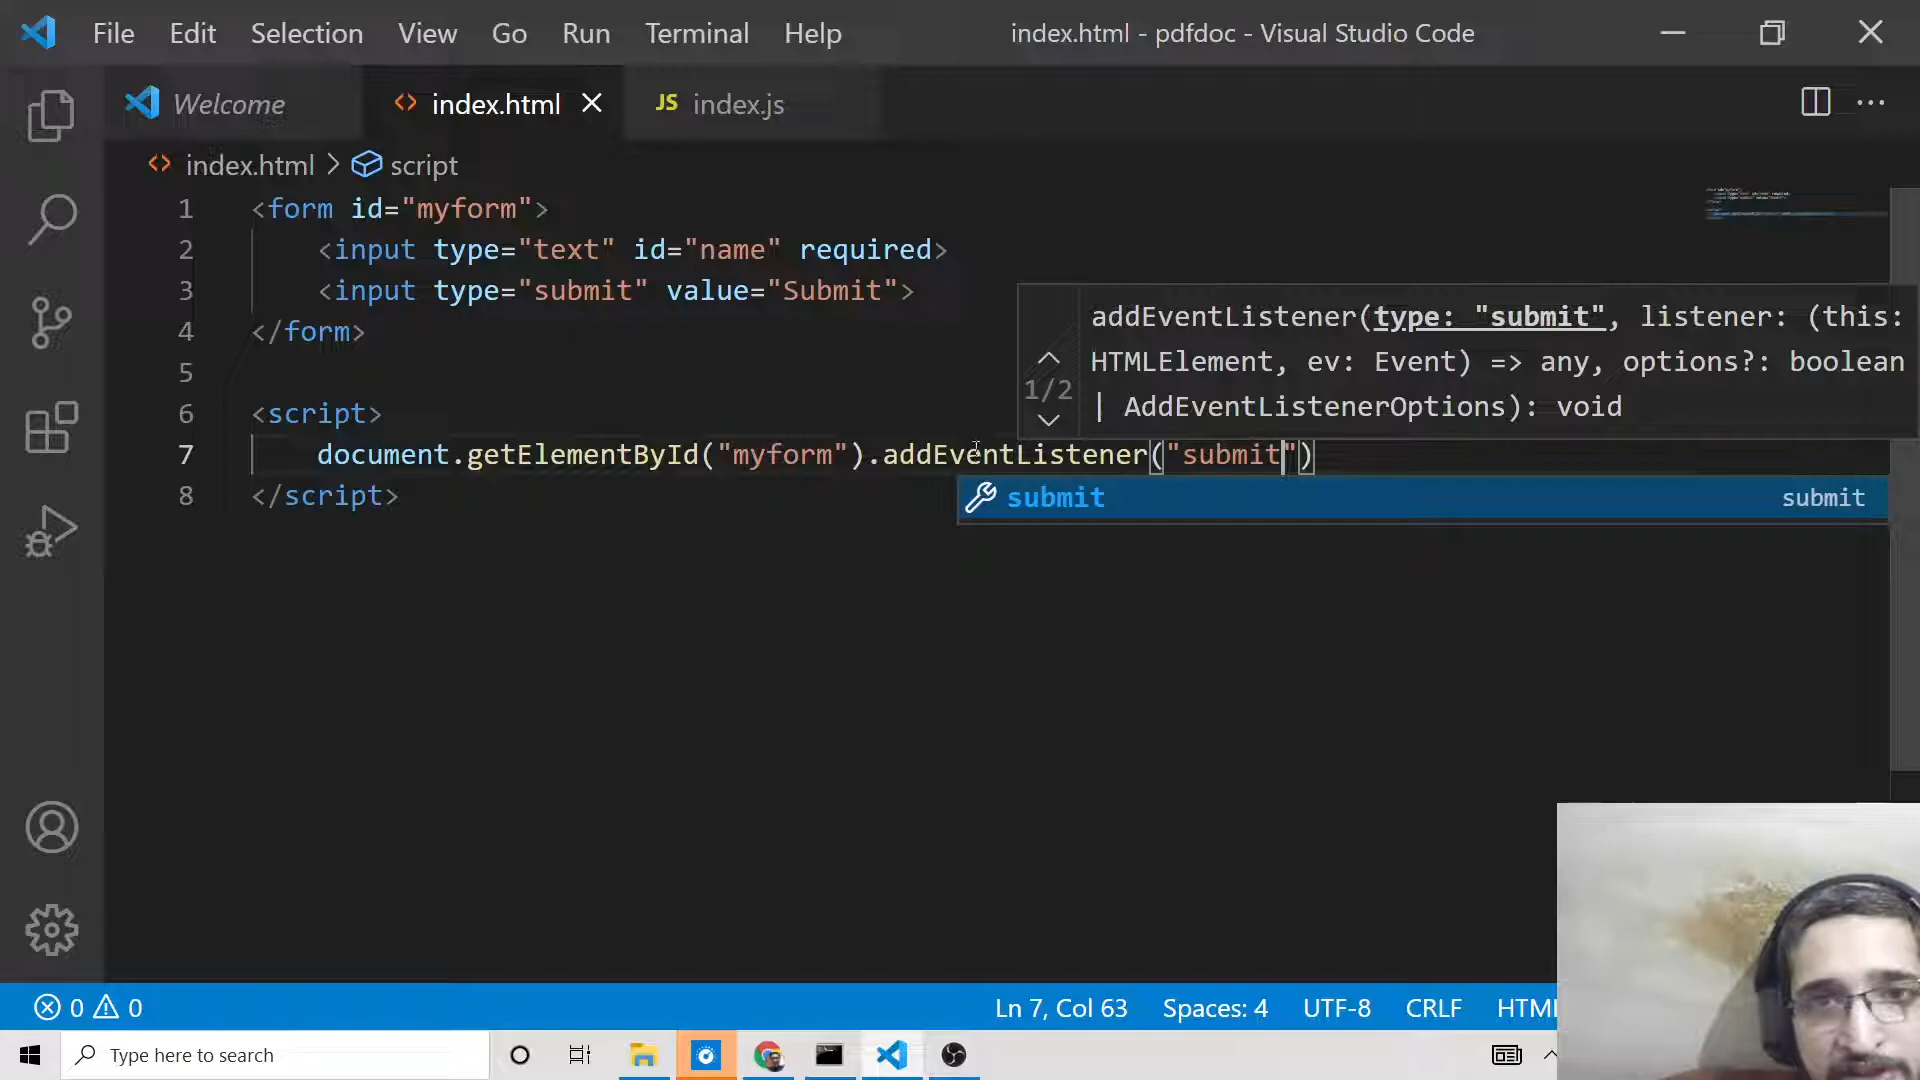 File Edit Selection View Go Run Terminal Help index.html - pdfdoc - Visual Studio Code
Welcome index.html JS index.js
index.html > script
1 <form id="myform">
2 <input type="text" id="name" required>
3 <input type="submit" value="Submit">
4 </form>
5
6 <script>
7 document.getElementById("myform").addEventListener("submit")
8 </script>
addEventListener(type: "submit", listener: (this:
HTMLElement, ev: Event) => any, options?: boolean
| AddEventListenerOptions): void
1/2
submit submit
0 0 Ln 7, Col 63 Spaces: 4 UTF-8 CRLF
Type here to search